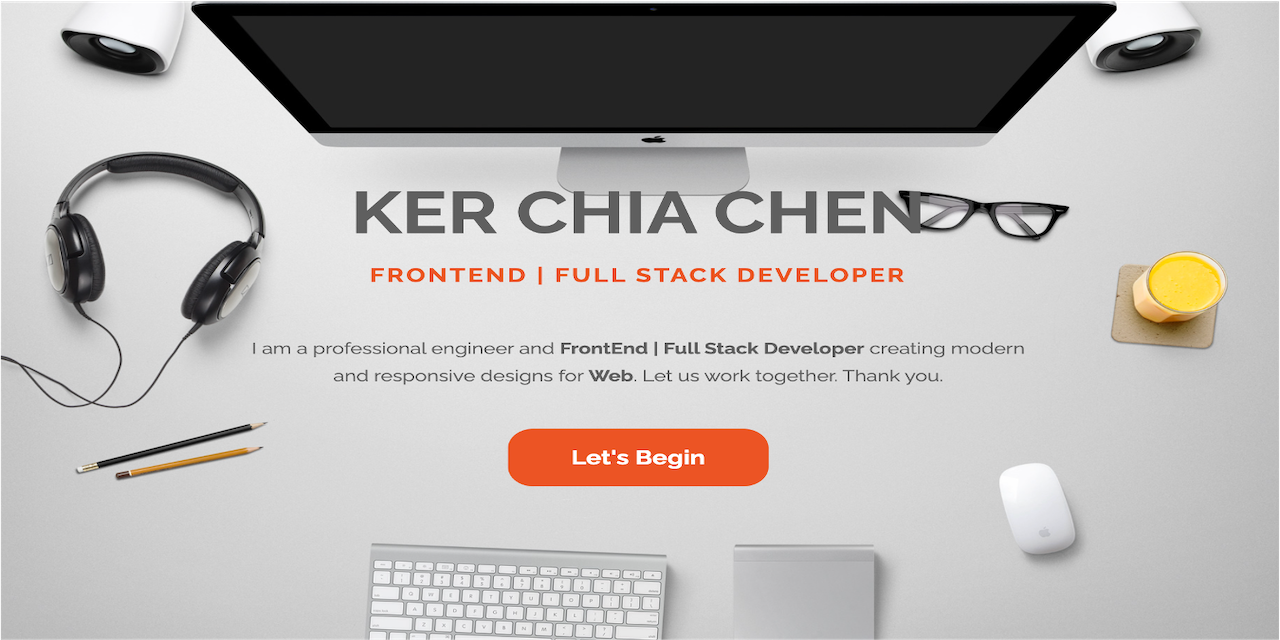 KER CHIA CHEN
FRONTEND | FULL STACK DEVELOPER
I am a professional engineer and FrontEnd | Full Stack Developer creating modern
and responsive designs for Web. Let us work together. Thank you.
Let's Begin